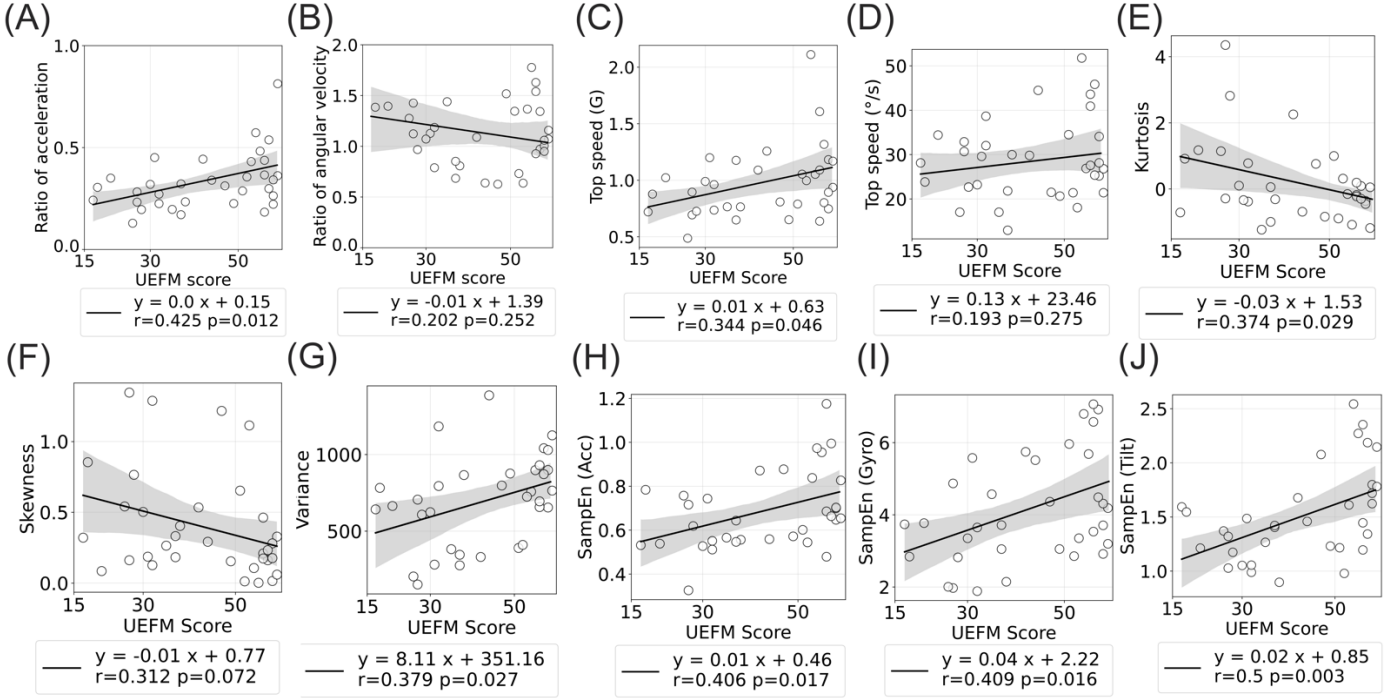 (A)
1.0
0.5
0.0
Ratio of acceleration
15 30 50
UEFM score
y = 0.0 x + 0.15
r=0.425 p=0.012
(B)
2.0
1.5
1.0
0.5
0.0
Ratio of angular velocity
15 30 50
UEFM score
y = -0.01 x + 1.39
r=0.202 p=0.252
(C)
2.0
1.5
1.0
0.5
Top speed (G)
15 30 50
UEFM Score
y = 0.01 x + 0.63
r=0.344 p=0.046
(D)
50
40
30
20
Top speed (°/s)
15 30 50
UEFM Score
y = 0.13 x + 23.46
r=0.193 p=0.275
(E)
4
2
0
Kurtosis
15 30 50
UEFM Score
y = -0.03 x + 1.53
r=0.374 p=0.029
(F)
1.0
0.5
0.0
Skewness
15 30 50
UEFM Score
y = -0.01 x + 0.77
r=0.312 p=0.072
(G)
1000
500
Variance
15 30 50
UEFM Score
y = 8.11 x + 351.16
r=0.379 p=0.027
(H)
1.2
1.0
0.8
0.6
0.4
SampEn (Acc)
15 30 50
UEFM Score
y = 0.01 x + 0.46
r=0.406 p=0.017
(I)
6
4
2
SampEn (Gyro)
15 30 50
UEFM Score
y = 0.04 x + 2.22
r=0.409 p=0.016
(J)
2.5
2.0
1.5
1.0
SampEn (Tilt)
15 30 50
UEFM Score
y = 0.02 x + 0.85
r=0.5 p=0.003